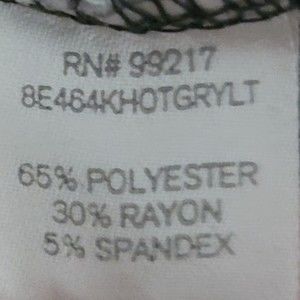 RN# 99217
8E464KHOTGRYLT
65% POLYESTER
30% RAYON
5% SPANDEX